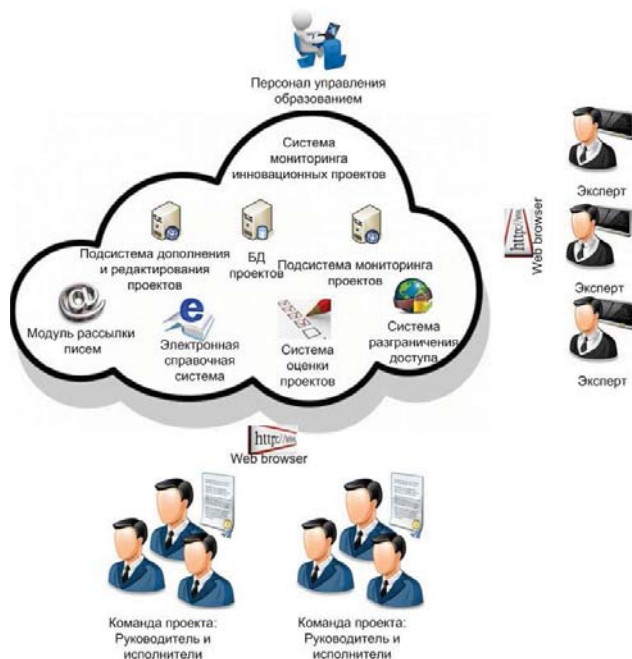 Персонал управления
образованием
Система
мониторинга
инновационных проектов
Подсистема дополнения
и редактирования
проектов
БД
проектов
Подсистема мониторинга
проектов
Модуль рассылки
писем
Электронная
справочная
система
Система
оценки
проектов
Система
разграничения
доступа
http://
Web browser
Эксперт
Эксперт
Эксперт
http://
Web browser
Команда проекта:
Руководитель и
исполнители
Команда проекта:
Руководитель и
исполнители